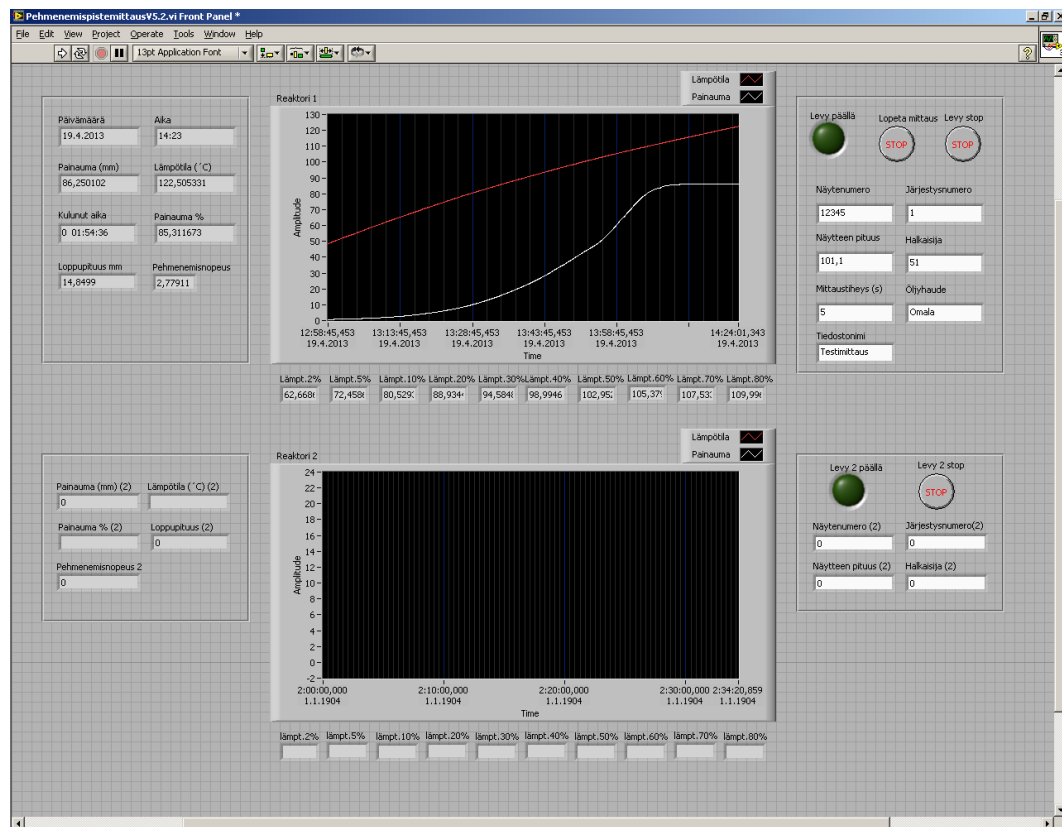 PehmenemispistemittausV5.2.vi Front Panel *
File Edit View Project Operate Tools Window Help
13pt Application Font
Päivämäärä Aika
19.4.2013 14:23
Painauma (mm) Lämpötila (´C)
86,250102 122,505331
Kulunut aika Painauma %
0 01:54:36 85,311673
Loppupituus mm Pehmenemisnopeus
14,8499 2,77911
Lämpötila
Painauma
Reaktori 1
130
120
110
100
90
80
70
60
50
40
30
20
10
0
Amplitude
12:58:45,453 13:13:45,453 13:28:45,453 13:43:45,453 13:58:45,453 14:24:01,343
19.4.2013 19.4.2013 19.4.2013 19.4.2013 19.4.2013 19.4.2013
Time
Lämpt.2% Lämpt.5% Lämpt.10% Lämpt.20% Lämpt.30% Lämpt.40% Lämpt.50% Lämpt.60% Lämpt.70% Lämpt.80%
98,9946
Levy päällä Lopeta mittaus Levy stop
STOP STOP
Näytenumero Järjestysnumero
12345 1
Näytteen pituus Halkaisija
101,1 51
Mittaustiheys (s) Öljyhaude
5 Omala
Tiedostonimi
Testimittaus
Painauma (mm) (2) Lämpötila (´C) (2)
0
Painauma % (2) Loppupituus (2)
0
Pehmenemisnopeus 2
0
Lämpötila
Painauma
Reaktori 2
24
22
20
18
16
14
12
10
8
6
4
2
0
-2
Amplitude
2:00:00,000 2:10:00,000 2:20:00,000 2:30:00,000 2:34:20,859
1.1.1904 1.1.1904 1.1.1904 1.1.1904 1.1.1904
Time
lämpt.2% lämpt.5% lämpt.10% lämpt.20% lämpt.30% lämpt.40% lämpt.50% lämpt.60% lämpt.70% lämpt.80%
Levy 2 päällä Levy 2 stop
STOP
Näytenumero (2) Järjestysnumero(2)
0 0
Näytteen pituus (2) Halkaisija (2)
0 0